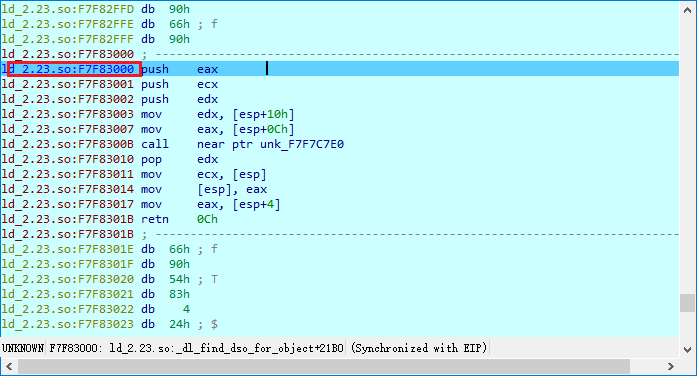 ld_2.23.so:F7F82FFD db 90h
ld_2.23.so:F7F82FFE db 66h ; f
ld_2.23.so:F7F82FFF db 90h
ld_2.23.so:F7F83000 ; ---------------------------------------------------------------------------
ld_2.23.so:F7F83000 push eax
ld_2.23.so:F7F83001 push ecx
ld_2.23.so:F7F83002 push edx
ld_2.23.so:F7F83003 mov edx, [esp+10h]
ld_2.23.so:F7F83007 mov eax, [esp+0Ch]
ld_2.23.so:F7F8300B call near ptr unk_F7F7C7E0
ld_2.23.so:F7F83010 pop edx
ld_2.23.so:F7F83011 mov ecx, [esp]
ld_2.23.so:F7F83014 mov [esp], eax
ld_2.23.so:F7F83017 mov eax, [esp+4]
ld_2.23.so:F7F8301B retn 0Ch
ld_2.23.so:F7F8301B ; ---------------------------------------------------------------------------
ld_2.23.so:F7F8301E db 66h ; f
ld_2.23.so:F7F8301F db 90h
ld_2.23.so:F7F83020 db 54h ; T
ld_2.23.so:F7F83021 db 83h
ld_2.23.so:F7F83022 db 4
ld_2.23.so:F7F83023 db 24h ; $
UNKNOWN F7F83000: ld_2.23.so:_dl_find_dso_for_object+21B0 (Synchronized with EIP)